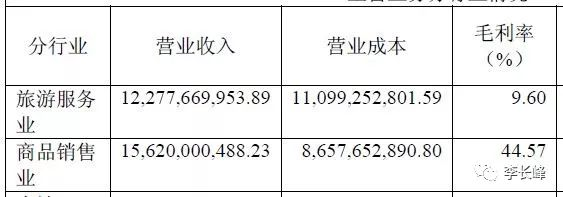 分行业 营业收入 营业成本 毛利率
（%）
旅游服务 12,277,669,953.89 11,099,252,801.59 9.60
业
商品销售 15,620,000,488.23 8,657,652,890.80 44.57
业
李长峰